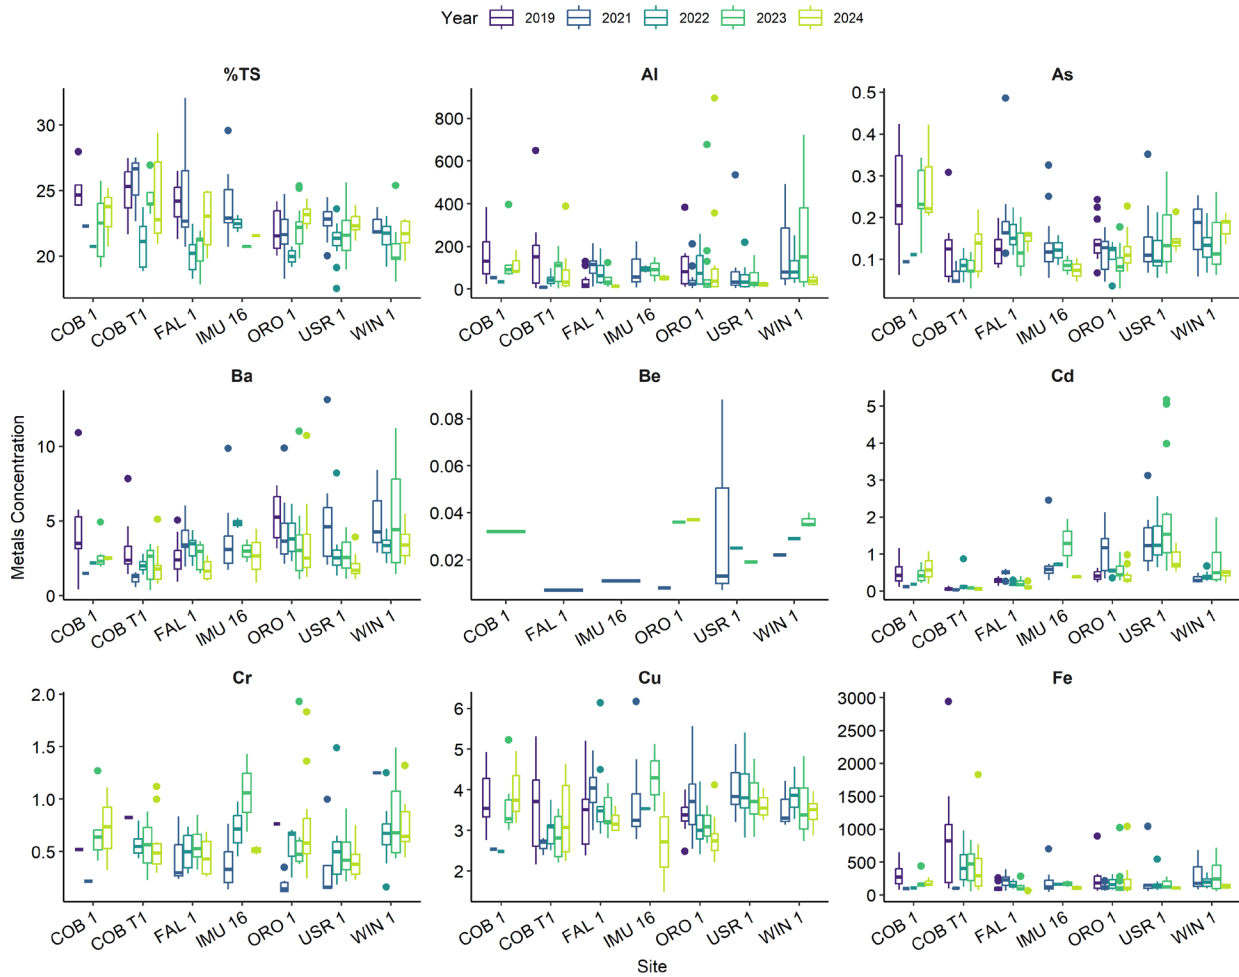 Year 2019 2021 2022 2023 2024
%TS
Al
As
30
25
20
800
600
400
200
0
0.5
0.4
0.3
0.2
0.1
COB 1 COB T1 FAL 1 IMU 16 ORO 1 USR 1 WIN 1
COB 1 COB T1 FAL 1 IMU 16 ORO 1 USR 1 WIN 1
COB 1 COB T1 FAL 1 IMU 16 ORO 1 USR 1 WIN 1
Metals Concentration
Ba
Be
Cd
10
5
0
0.08
0.06
0.04
0.02
5
4
3
2
1
0
COB 1 COB T1 FAL 1 IMU 16 ORO 1 USR 1 WIN 1
COB 1 FAL 1 IMU 16 ORO 1 USR 1 WIN 1
COB 1 COB T1 FAL 1 IMU 16 ORO 1 USR 1 WIN 1
Cr
Cu
Fe
2.0
1.5
1.0
0.5
6
5
4
3
2
3000
2500
2000
1500
1000
500
0
COB 1 COB T1 FAL 1 IMU 16 ORO 1 USR 1 WIN 1
COB 1 COB T1 FAL 1 IMU 16 ORO 1 USR 1 WIN 1
COB 1 COB T1 FAL 1 IMU 16 ORO 1 USR 1 WIN 1
Site